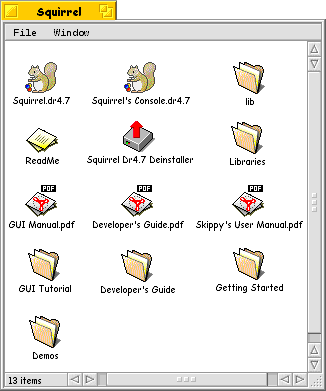 Squirrel
File Window
Squirrel.dr4.7 Squirrel's Console.dr4.7 lib
ReadMe Squirrel Dr4.7 Deinstaller Libraries
PDF PDF PDF
GUI Manual.pdf Developer's Guide.pdf Skippy's User Manual.pdf
GUI Tutorial Developer's Guide Getting Started
Demos
13 items